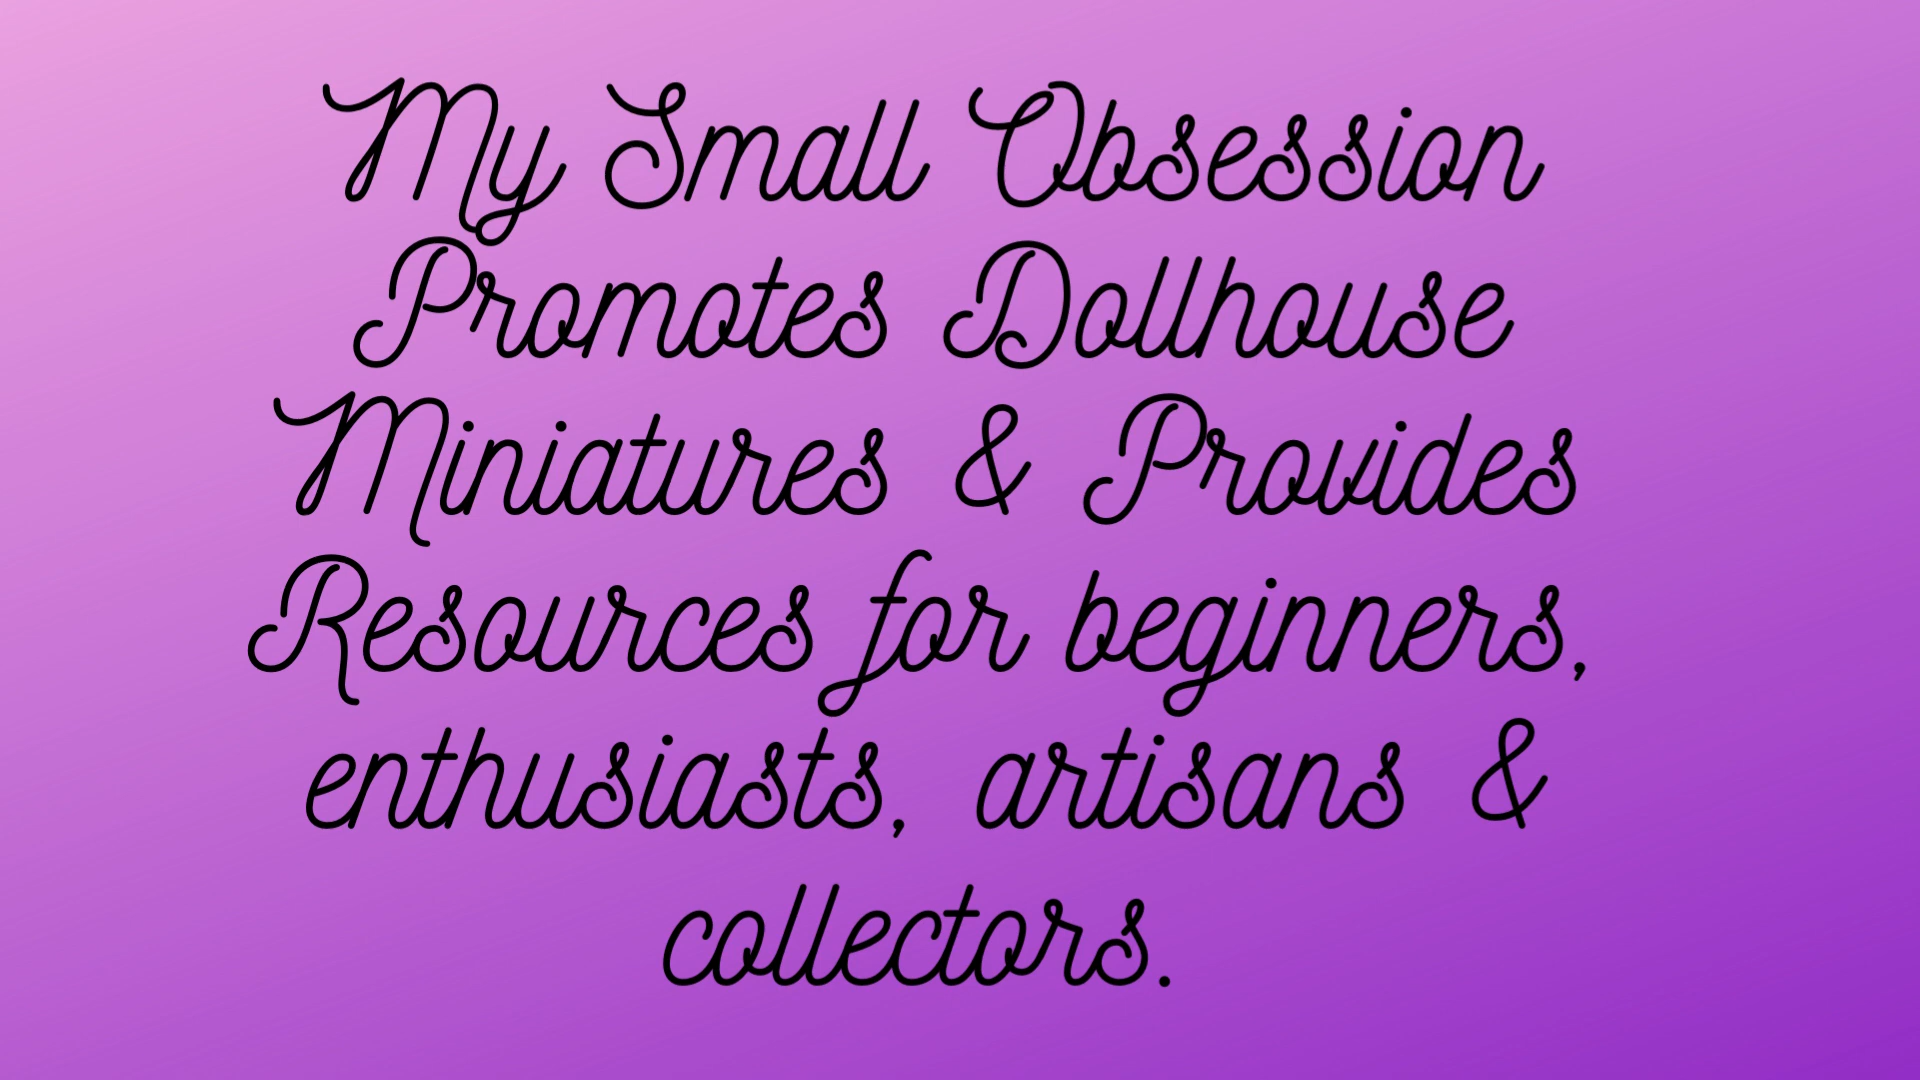 My Small Obsession
Promotes Dollhouse
Miniatures & Provides
Resources for beginners,
enthusiasts, artisans &
collectors.